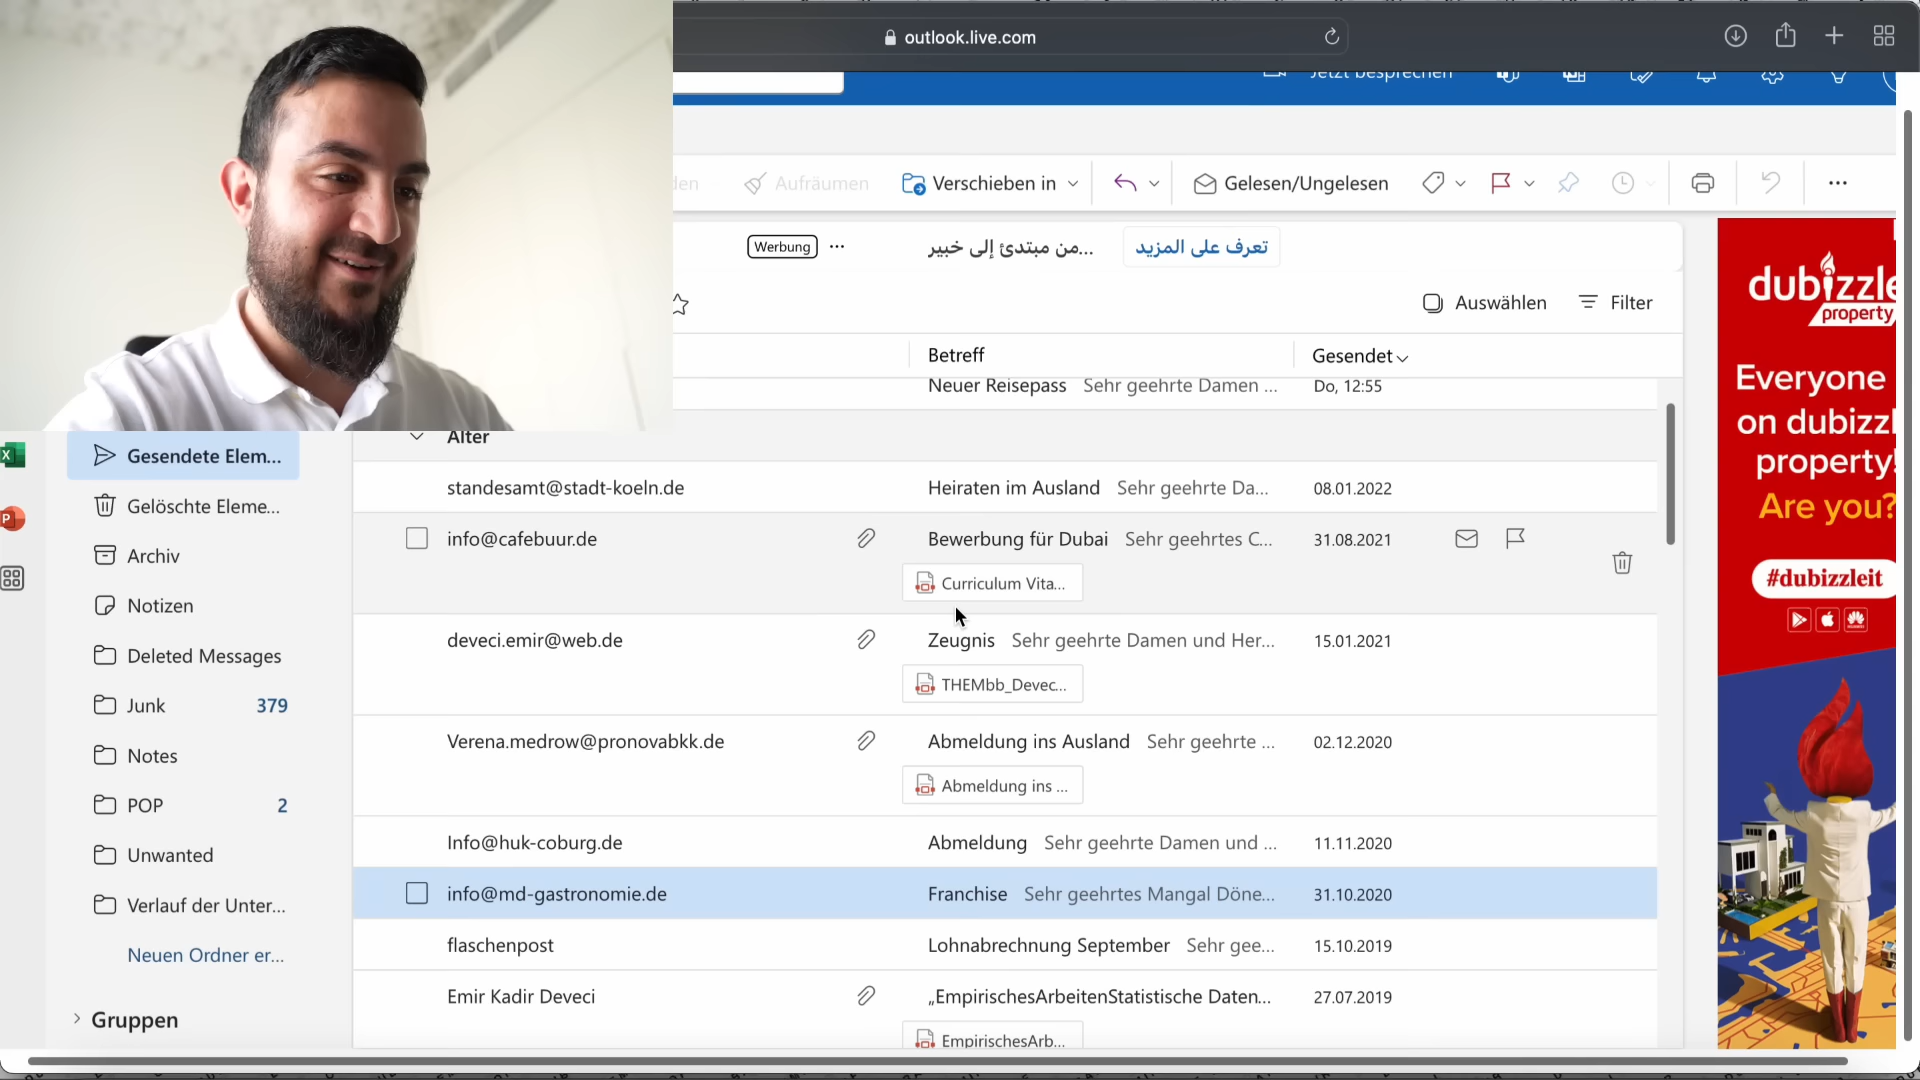 outlook.live.com
Jetzt besprechen
Aufräumen
Verschieben in
Gelesen/Ungelesen
Werbung
من مبتدئ إلى خبير...
تعرف على المزيد
Auswählen
Filter
Betreff
Gesendet
Neuer Reisepass Sehr geehrte Damen ... Do, 12:55
Älter
Gesendete Elem...
Gelöschte Eleme...
Archiv
Notizen
Deleted Messages
Junk 379
Notes
POP 2
Unwanted
Verlauf der Unter...
Neuen Ordner er...
Gruppen
standesamt@stadt-koeln.de Heiraten im Ausland Sehr geehrte Da... 08.01.2022
info@cafebuur.de Bewerbung für Dubai Sehr geehrtes C... 31.08.2021
Curriculum Vita...
deveci.emir@web.de Zeugnis Sehr geehrte Damen und Her... 15.01.2021
THEMbb_Devec...
Verena.medrow@pronovabkk.de Abmeldung ins Ausland Sehr geehrte ... 02.12.2020
Abmeldung ins ...
Info@huk-coburg.de Abmeldung Sehr geehrte Damen und ... 11.11.2020
info@md-gastronomie.de Franchise Sehr geehrtes Mangal Döne... 31.10.2020
flaschenpost Lohnabrechnung September Sehr gee... 15.10.2019
Emir Kadir Deveci „EmpirischesArbeitenStatistische Daten... 27.07.2019
EmpirischesArb...
dubizzle
property
Everyone
on dubizzl
property!
Are you?
#dubizzleit